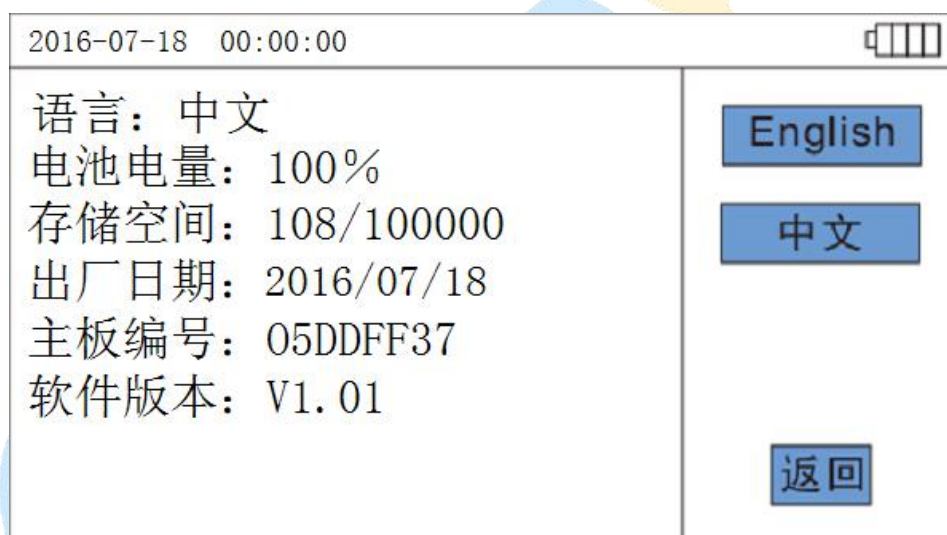 2016-07-18 00:00:00
语言：中文
电池电量：100%
存储空间：108/100000
出厂日期：2016/07/18
主板编号：05DDFF37
软件版本：V1.01
English
中文
返回